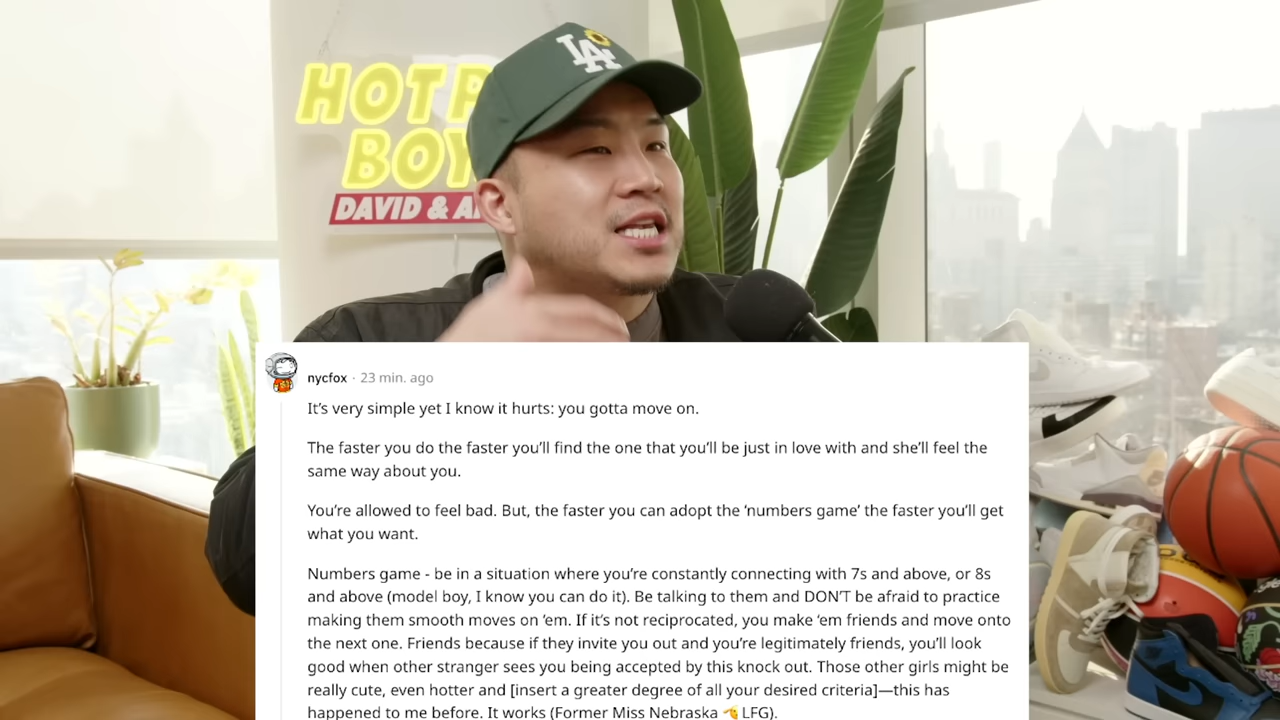 HOT P
BOY
DAVID & A
LA
nycfox · 23 min. ago
It's very simple yet I know it hurts: you gotta move on.
The faster you do the faster you'll find the one that you'll be just in love with and she'll feel the
same way about you.
You're allowed to feel bad. But, the faster you can adopt the 'numbers game' the faster you'll get
what you want.
Numbers game - be in a situation where you're constantly connecting with 7s and above, or 8s
and above (model boy, I know you can do it). Be talking to them and DON'T be afraid to practice
making them smooth moves on 'em. If it's not reciprocated, you make 'em friends and move onto
the next one. Friends because if they invite you out and you're legitimately friends, you'll look
good when other stranger sees you being accepted by this knock out. Those other girls might be
really cute, even hotter and [insert a greater degree of all your desired criteria]—this has
happened to me before. It works (Former Miss Nebraska 🤙 LFG).